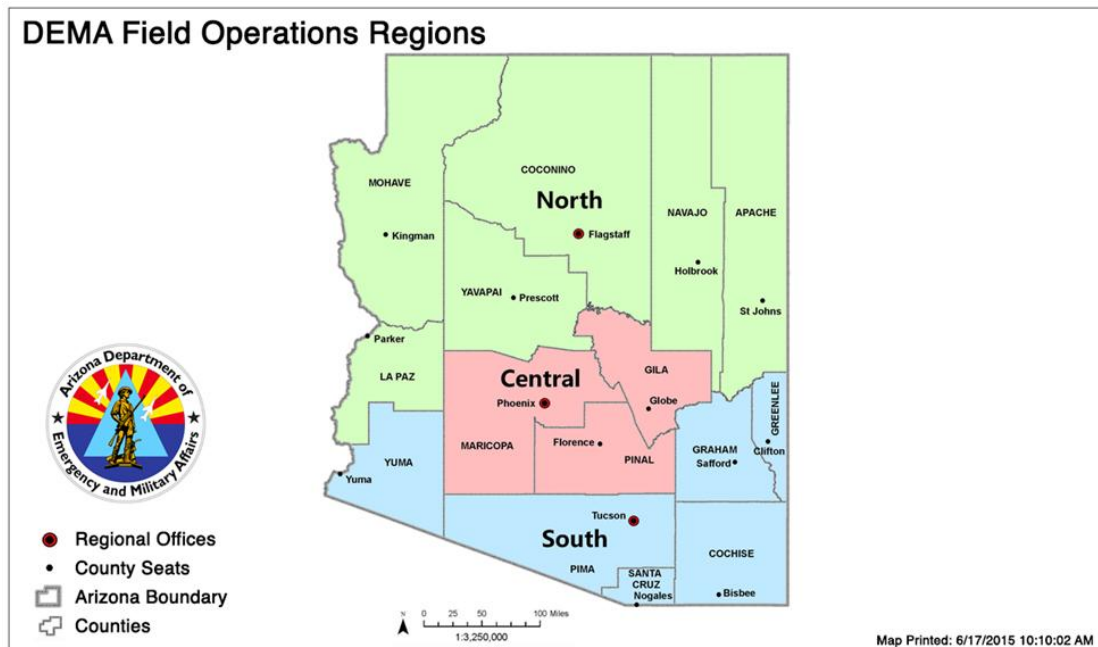 DEMA Field Operations Regions
COCONINO
MOHAVE
North
NAVAJO
APACHE
Kingman
Flagstaff
Holbrook
YAVAPAI
Prescott
St Johns
Parker
LA PAZ
Central
GILA
Phoenix
Globe
GREENLEE
MARICOPA
Florence
PINAL
GRAHAM
Safford
Clifton
YUMA
Yuma
Tucson
South
PIMA
SANTA
CRUZ
Nogales
COCHISE
Bisbee
Arizona Department of
Emergency and Military Affairs
Regional Offices
County Seats
Arizona Boundary
Counties
N
0 25 50 100 Miles
1:3,250,000
Map Printed: 6/17/2015 10:10:02 AM